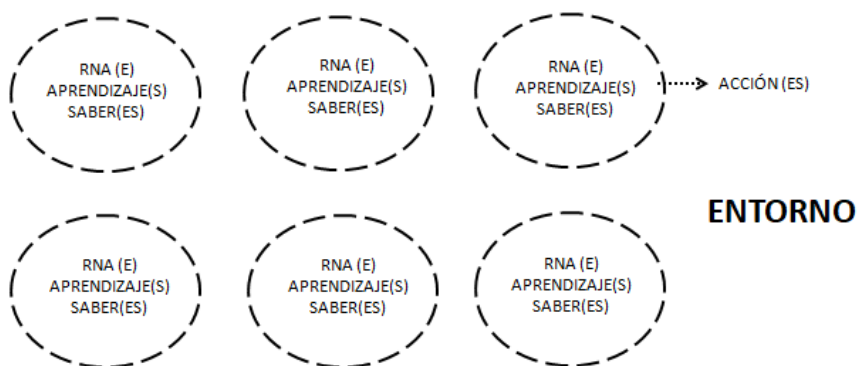 RNA (E)
APRENDIZAJE(S)
SABER(ES)
RNA (E)
APRENDIZAJE(S)
SABER(ES)
RNA (E)
APRENDIZAJE(S)
SABER(ES)
ACCIÓN (ES)
ENTORNO
RNA (E)
APRENDIZAJE(S)
SABER(ES)
RNA (E)
APRENDIZAJE(S)
SABER(ES)
RNA (E)
APRENDIZAJE(S)
SABER(ES)